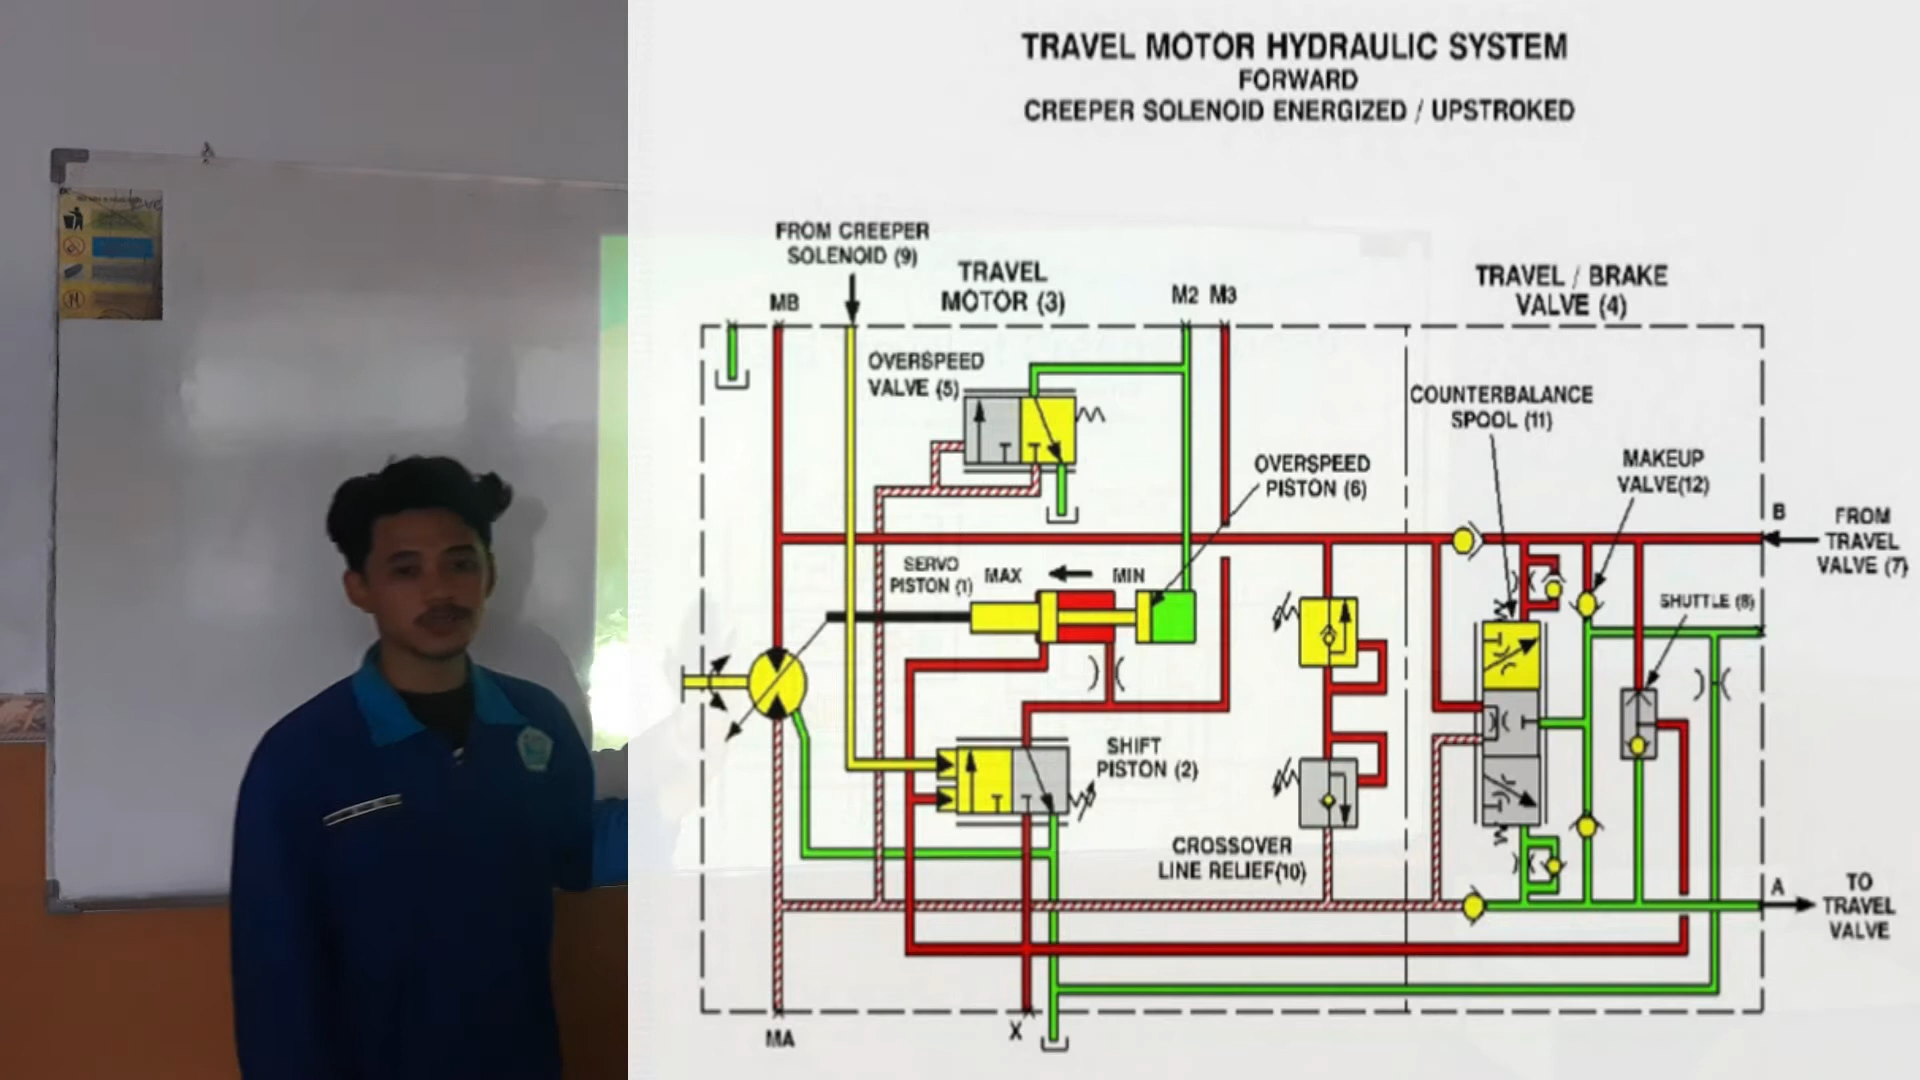 TRAVEL MOTOR HYDRAULIC SYSTEM
FORWARD
CREEPER SOLENOID ENERGIZED / UPSTROKED
FROM CREEPER
SOLENOID (9)
TRAVEL
MOTOR (3)
MB
M2 M3
TRAVEL / BRAKE
VALVE (4)
OVERSPEED
VALVE (5)
COUNTERBALANCE
SPOOL (11)
OVERSPEED
PISTON (6)
MAKEUP
VALVE(12)
B
FROM
TRAVEL
VALVE (7)
SERVO
PISTON (1)
MAX
MIN
SHUTTLE (8)
SHIFT
PISTON (2)
CROSSOVER
LINE RELIEF(10)
A
TO
TRAVEL
VALVE
MA
X